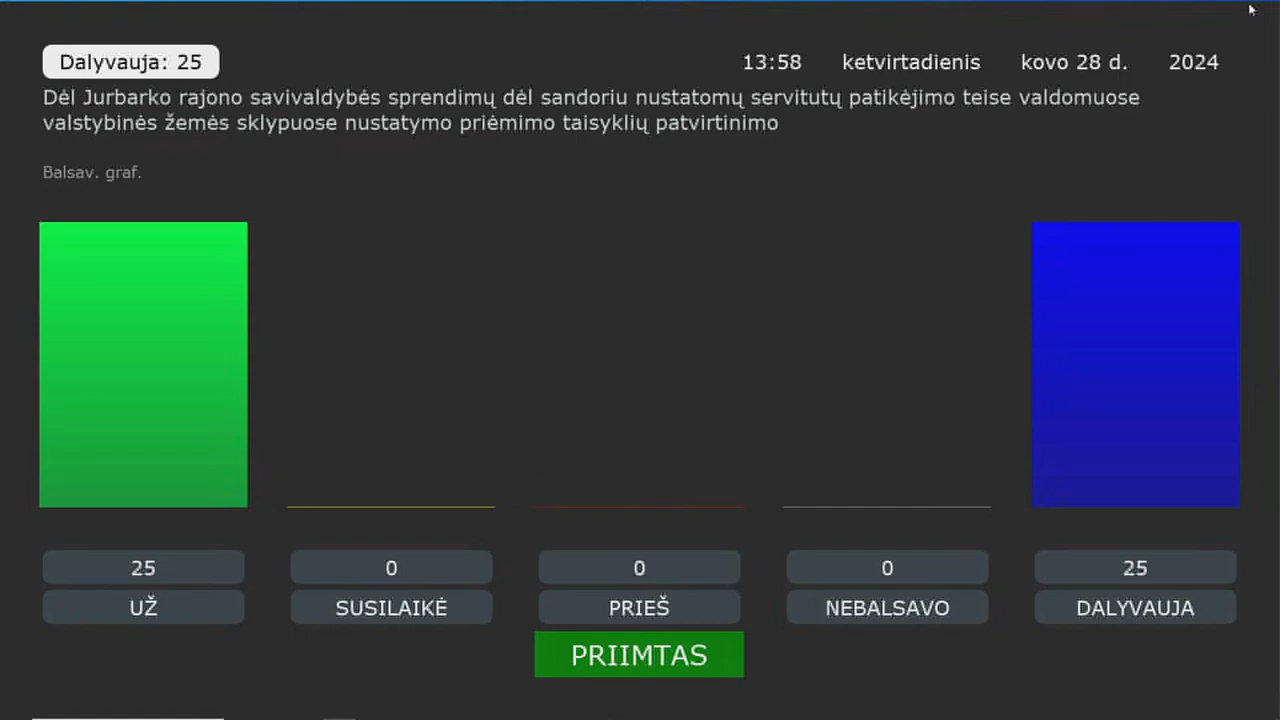 Dalyvauja: 25
13:58 ketvirtadienis kovo 28 d. 2024
Dėl Jurbarko rajono savivaldybės sprendimų dėl sandoriu nustatomų servitutų patikėjimo teise valdomuose
valstybinės žemės sklypuose nustatymo priėmimo taisyklių patvirtinimo
Balsav. graf.
25 0 0 0 25
UŽ SUSILAIKĖ PRIEŠ NEBALSAVO DALYVAUJA
PRIIMTAS